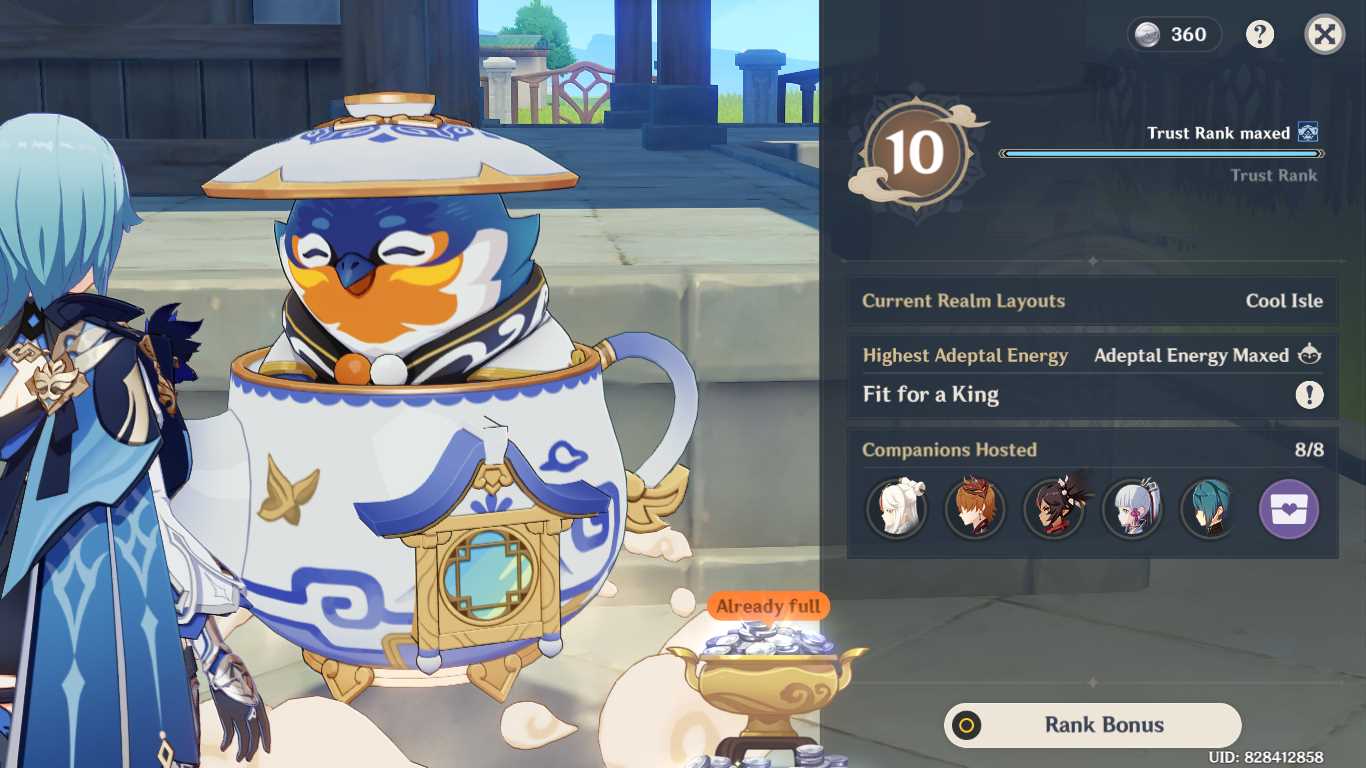 360
?
10
Trust Rank maxed
Trust Rank
Current Realm Layouts Cool Isle
Highest Adeptal Energy Adeptal Energy Maxed
Fit for a King !
Companions Hosted 8/8
Already full
Rank Bonus
UID: 828412858